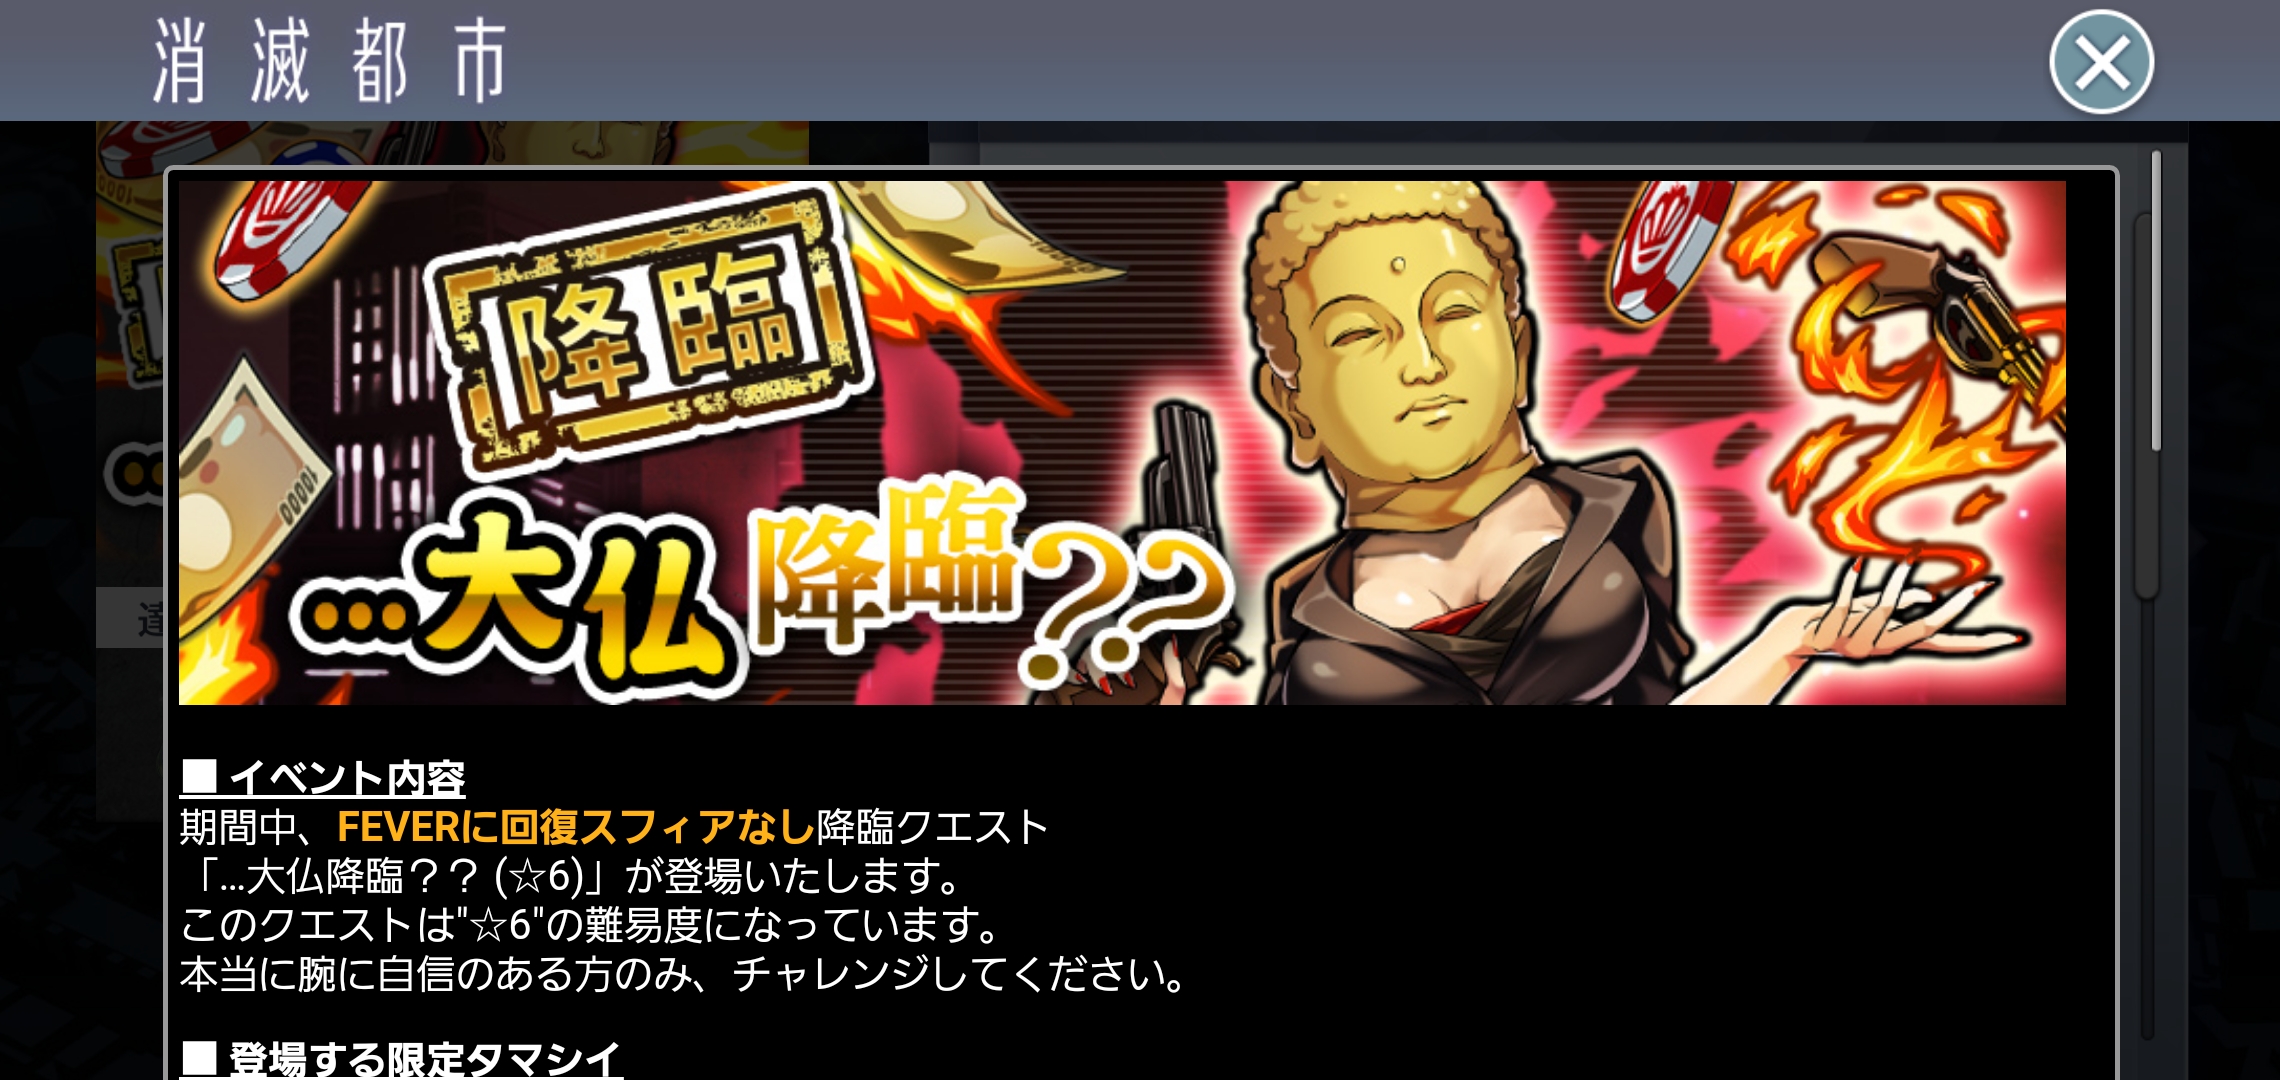 消滅都市
降臨
…大仏降臨??
10000
■ イベント内容
期間中、FEVERに回復スフィアなし降臨クエスト
「...大仏降臨？？ (☆6)」が登場いたします。
このクエストは"☆6"の難易度になっています。
本当に腕に自信のある方のみ、チャレンジしてください。
■ 登場する限定タマシイ